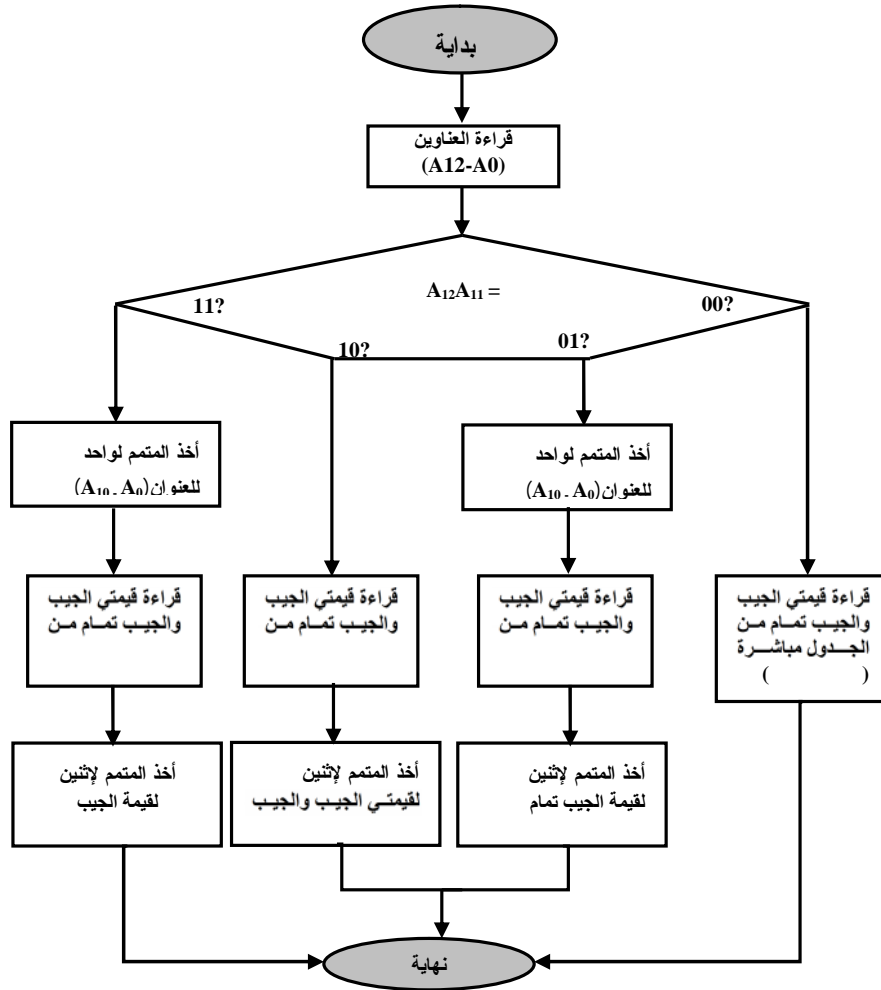 بداية
قراءة العناوين
(A12-A0)
A₁₂A₁₁ =
00?
01?
10?
11?
أخذ المتمم لواحد
للعنوان(A₁₀ - A₀)
أخذ المتمم لواحد
للعنوان(A₁₀ - A₀)
قراءة قيمتي الجيب
والجيب تمام من
الجدول مباشرة
( )
قراءة قيمتي الجيب
والجيب تمام من
قراءة قيمتي الجيب
والجيب تمام من
قراءة قيمتي الجيب
والجيب تمام من
أخذ المتمم لإثنين
لقيمة الجيب تمام
أخذ المتمم لإثنين
لقيمتي الجيب والجيب
أخذ المتمم لإثنين
لقيمة الجيب
نهاية